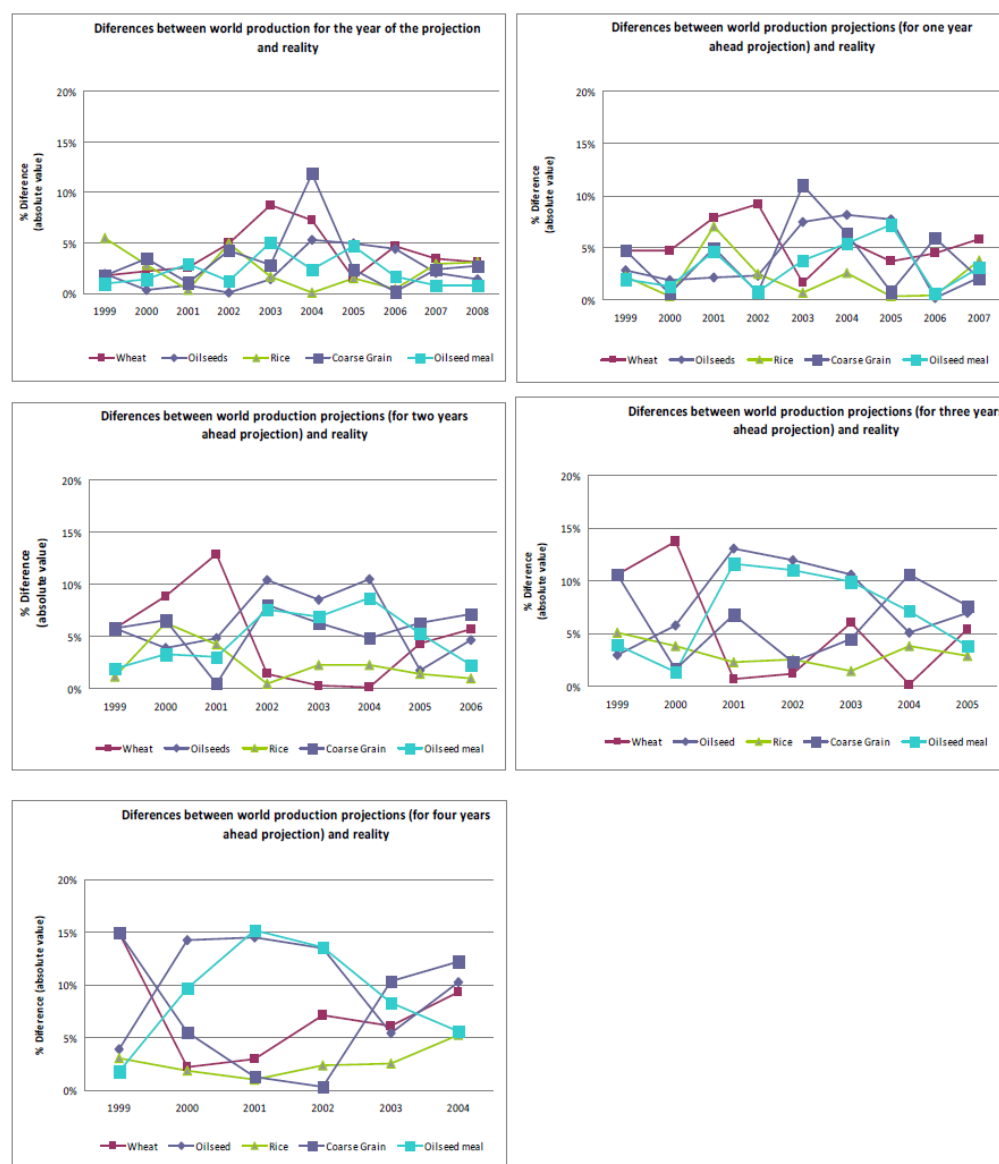 Diferences between world production for the year of the projection
and reality
% Diference
(absolute value)
20%
15%
10%
5%
0%
1999 2000 2001 2002 2003 2004 2005 2006 2007 2008
Wheat Oilseeds Rice Coarse Grain Oilseed meal
Diferences between world production projections (for one year
ahead projection) and reality
% Diference
(absolute value)
20%
15%
10%
5%
0%
1999 2000 2001 2002 2003 2004 2005 2006 2007
Wheat Oilseeds Rice Coarse Grain Oilseed meal
Diferences between world production projections (for two years
ahead projection) and reality
% Diference
(absolute value)
20%
15%
10%
5%
0%
1999 2000 2001 2002 2003 2004 2005 2006
Wheat Oilseeds Rice Coarse Grain Oilseed meal
Diferences between world production projections (for three years
ahead projection) and reality
% Diference
(absolute value)
20%
15%
10%
5%
0%
1999 2000 2001 2002 2003 2004 2005
Wheat Oilseed Rice Coarse Grain Oilseed meal
Diferences between world production projections (for four years
ahead projection) and reality
% Diference (absolute value)
20%
15%
10%
5%
0%
1999 2000 2001 2002 2003 2004
Wheat Oilseed Rice Coarse Grain Oilseed meal